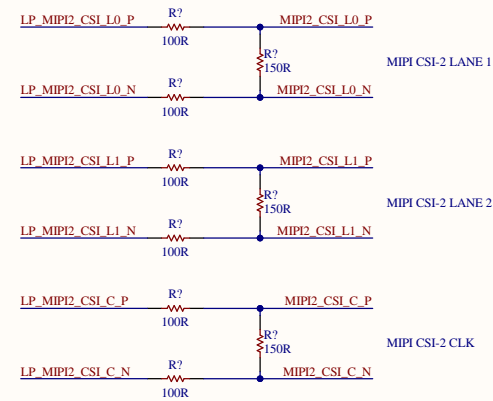 R?
LP_MIPI2_CSI_L0_P MIPI2_CSI_L0_P
100R
R?
150R
MIPI CSI-2 LANE 1
R?
LP_MIPI2_CSI_L0_N MIPI2_CSI_L0_N
100R
R?
LP_MIPI2_CSI_L1_P MIPI2_CSI_L1_P
100R
R?
150R
MIPI CSI-2 LANE 2
R?
LP_MIPI2_CSI_L1_N MIPI2_CSI_L1_N
100R
R?
LP_MIPI2_CSI_C_P MIPI2_CSI_C_P
100R
R?
150R
MIPI CSI-2 CLK
R?
LP_MIPI2_CSI_C_N MIPI2_CSI_C_N
100R